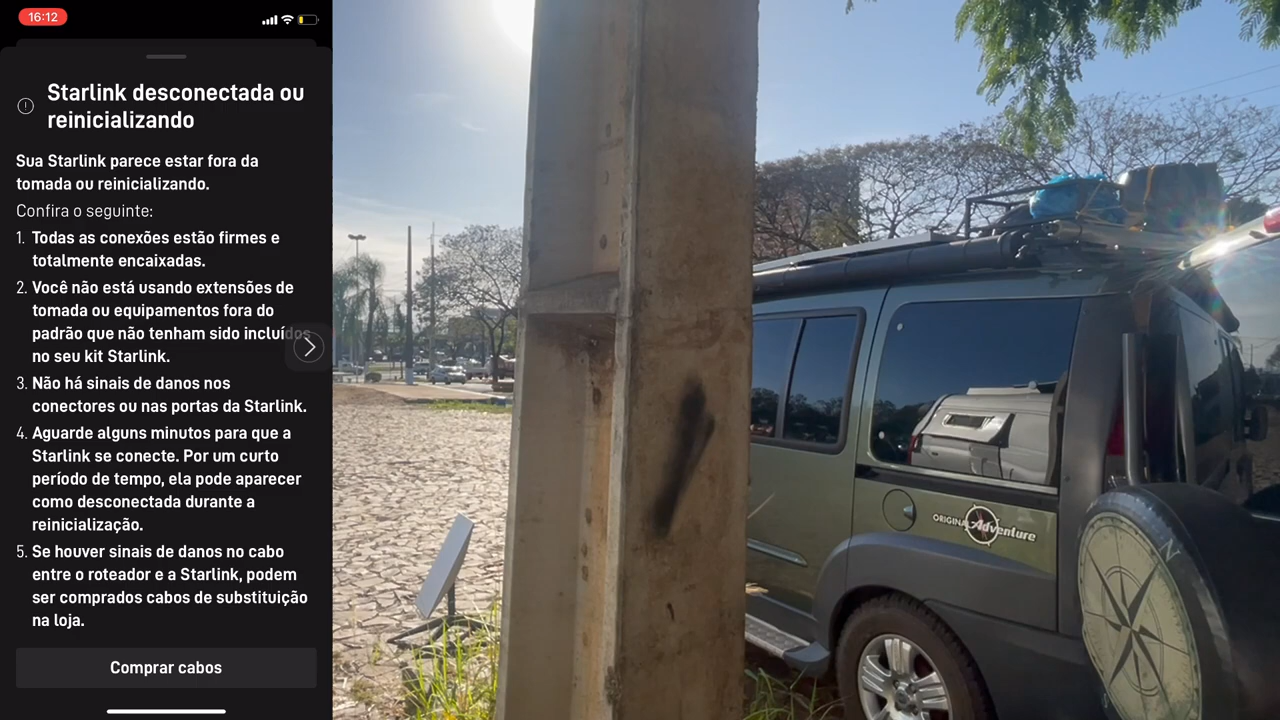 16:12
Starlink desconectada ou
reinicializando
Sua Starlink parece estar fora da
tomada ou reinicializando.
Confira o seguinte:
1. Todas as conexões estão firmes e
totalmente encaixadas.
2. Você não está usando extensões de
tomada ou equipamentos fora do
padrão que não tenham sido incluídos
no seu kit Starlink.
3. Não há sinais de danos nos
conectores ou nas portas da Starlink.
4. Aguarde alguns minutos para que a
Starlink se conecte. Por um curto
período de tempo, ela pode aparecer
como desconectada durante a
reinicialização.
5. Se houver sinais de danos no cabo
entre o roteador e a Starlink, podem
ser comprados cabos de substituição
na loja.
Comprar cabos
ORIGINAL Adventure
N